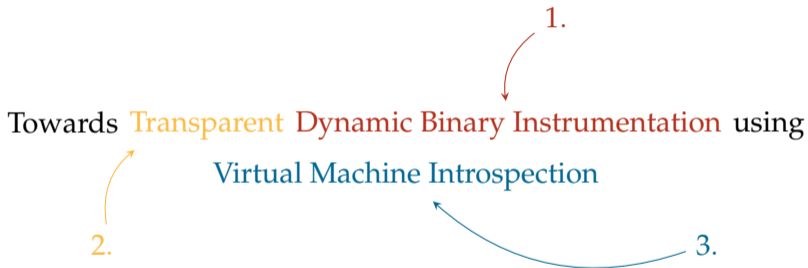 1.
Towards Transparent Dynamic Binary Instrumentation using
Virtual Machine Introspection
2.
3.